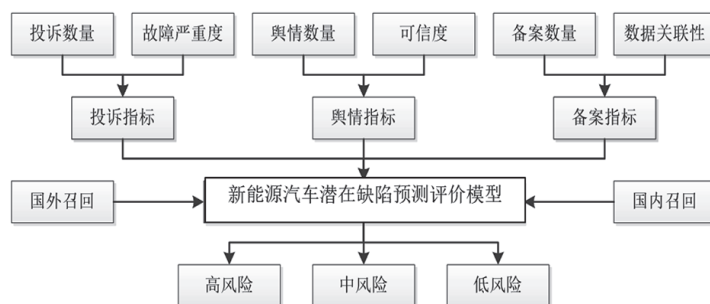 投诉数量
故障严重度
舆情数量
可信度
备案数量
数据关联性
投诉指标
舆情指标
备案指标
国外召回
新能源汽车潜在缺陷预测评价模型
国内召回
高风险
中风险
低风险